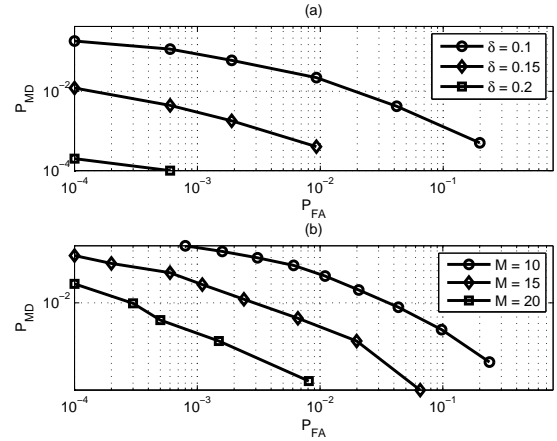 (a)
P_MD
10^−2
10^−4
δ = 0.1
δ = 0.15
δ = 0.2
10^−4 10^−3 10^−2 10^−1
P_FA
(b)
P_MD
10^−2
M = 10
M = 15
M = 20
10^−4 10^−3 10^−2 10^−1
P_FA